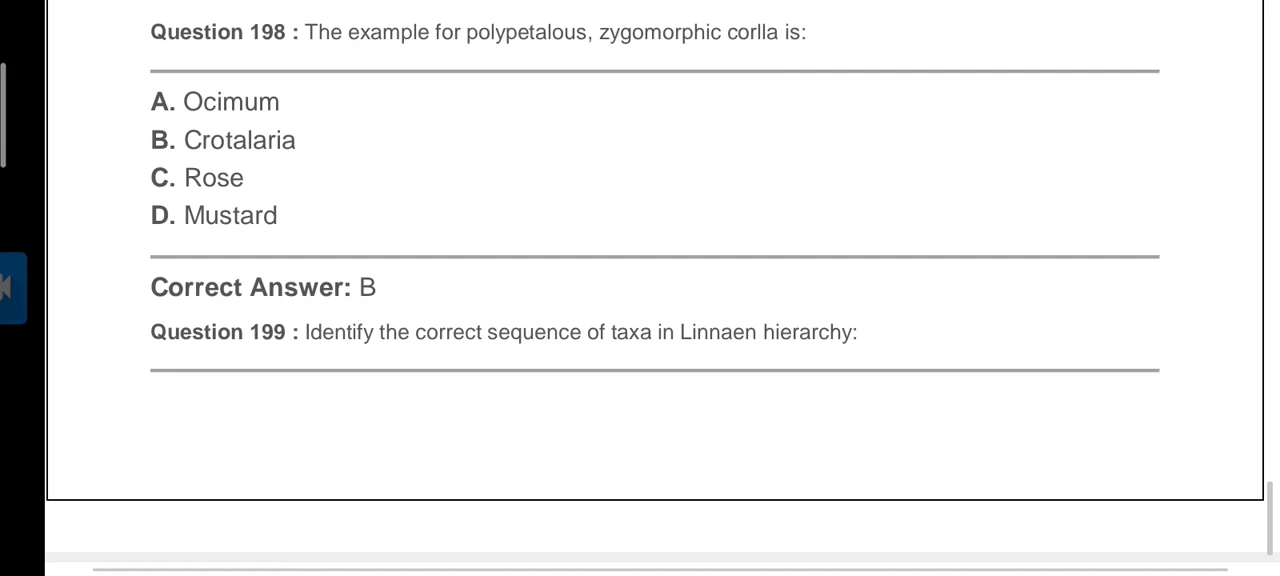 Question 198 : The example for polypetalous, zygomorphic corlla is:
A. Ocimum
B. Crotalaria
C. Rose
D. Mustard
Correct Answer: B
Question 199 : Identify the correct sequence of taxa in Linnaen hierarchy: